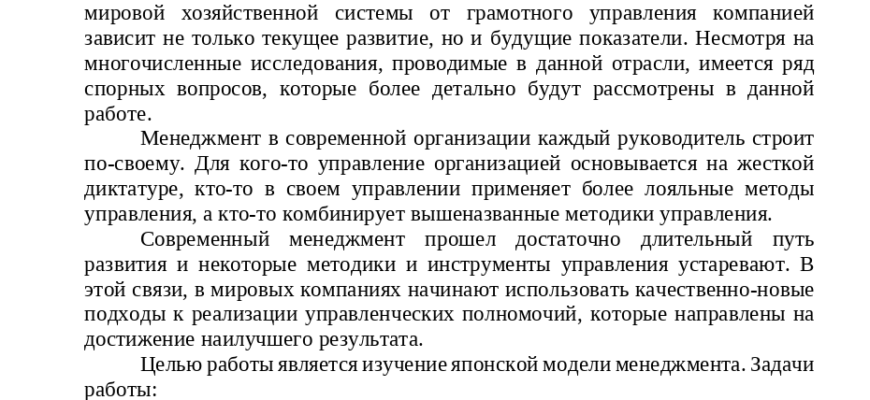 мировой хозяйственной системы от грамотного управления компанией
зависит не только текущее развитие, но и будущие показатели. Несмотря на
многочисленные исследования, проводимые в данной отрасли, имеется ряд
спорных вопросов, которые более детально будут рассмотрены в данной
работе.
Менеджмент в современной организации каждый руководитель строит
по-своему. Для кого-то управление организацией основывается на жесткой
диктатуре, кто-то в своем управлении применяет более лояльные методы
управления, а кто-то комбинирует вышеназванные методики управления.
Современный менеджмент прошел достаточно длительный путь
развития и некоторые методики и инструменты управления устаревают. В
этой связи, в мировых компаниях начинают использовать качественно-новые
подходы к реализации управленческих полномочий, которые направлены на
достижение наилучшего результата.
Целью работы является изучение японской модели менеджмента. Задачи
работы: